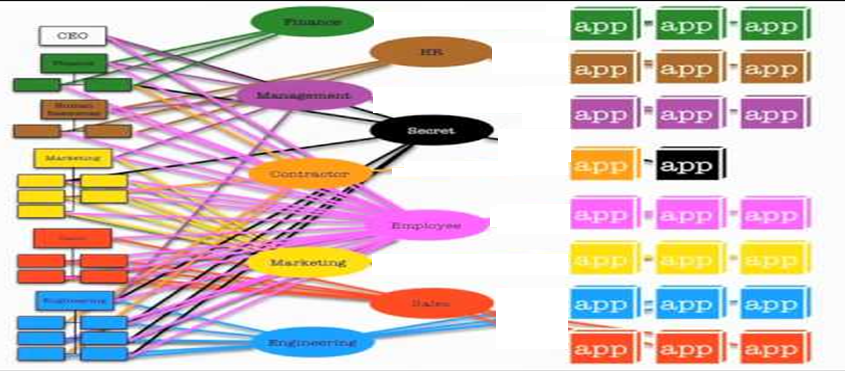 CEO
Finance
Human
Resources
Marketing
Sales
Engineering
Finance
HR
Management
Secret
Contractor
Employee
Marketing
Sales
Engineering
app app app
app app app
app app app
app app
app app app
app app app
app app app
app app app